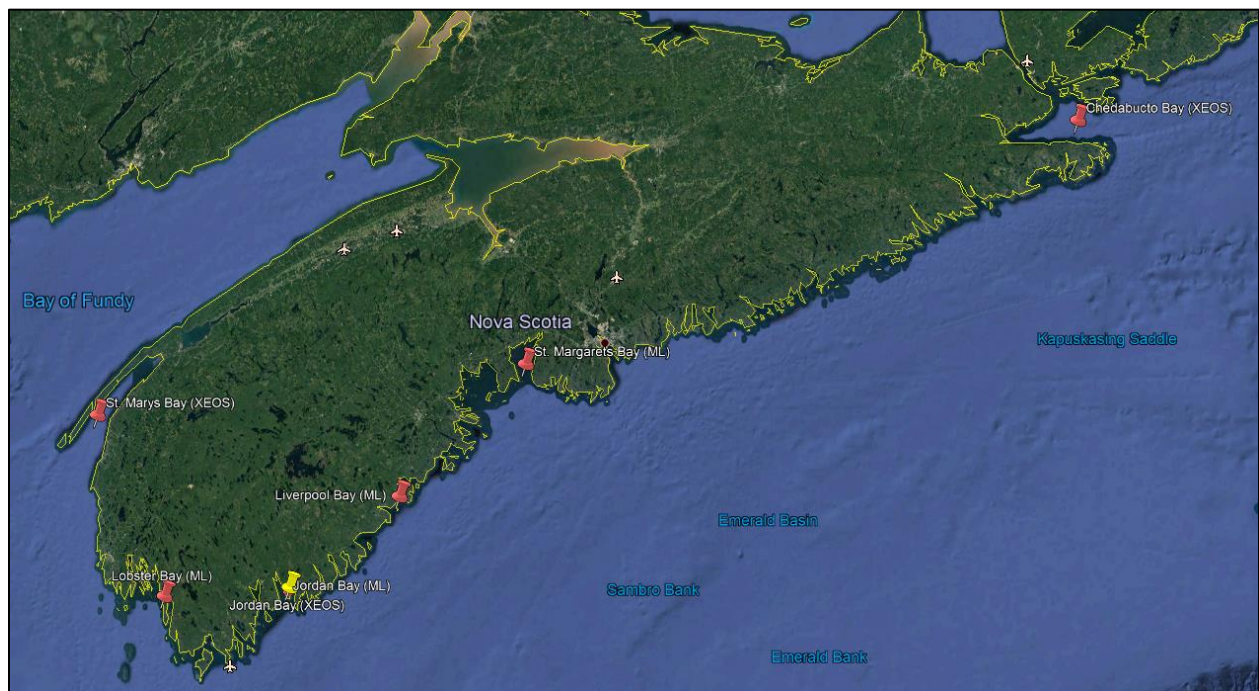 Chedabucto Bay (XEOS)
Bay of Fundy
Nova Scotia
Kapuskasing Saddle
St. Margarets Bay (ML)
St. Marys Bay (XEOS)
Liverpool Bay (ML)
Emerald Basin
Lobster Bay (ML)
Jordan Bay (ML)
Sambro Bank
Jordan Bay (XEOS)
Emerald Bank